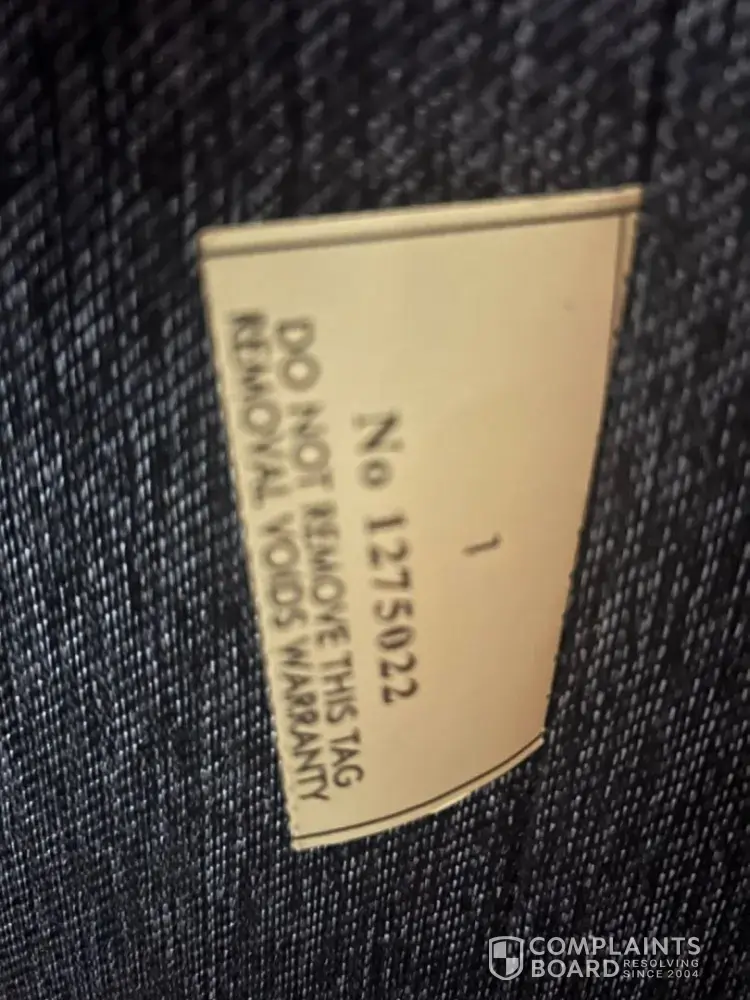 1
No 1275022
DO NOT REMOVE THIS TAG
REMOVAL VOIDS WARRANTY
COMPLAINTS
BOARD RESOLVING
SINCE 2004